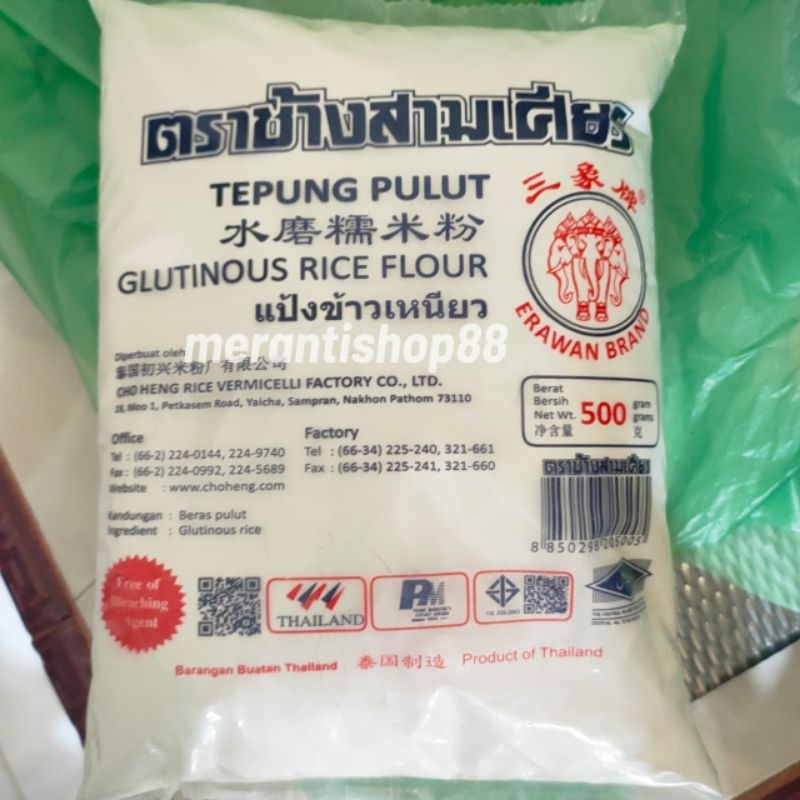 ตราช้างสามเศียร
TEPUNG PULUT
水磨糯米粉
GLUTINOUS RICE FLOUR
แป้งข้าวเหนียว
三象牌®
ERAWAN BRAND
merantishop88
Diperbuat oleh
泰国初兴米粉厂有限公司
CHO HENG RICE VERMICELLI FACTORY CO., LTD.
28, Moo 1, Petkasem Road, Yaicha, Sampran, Nakhon Pathom 73110
Office
Tel : (66-2) 224-0144, 224-9740
Fax : (66-2) 224-0992, 224-5689
Website : www.choheng.com
Factory
Tel : (66-34) 225-240, 321-661
Fax : (66-34) 225-241, 321-660
Berat
Bersih
Net Wt. 500 gram
grams
净含量 克
ตราช้างสามเศียร
8 850298 205005
Kandungan : Beras pulut
Ingredient : Glutinous rice
Free of
Bleaching
Agent
THAILAND
PM
Barangan Buatan Thailand 泰国制造 Product of Thailand